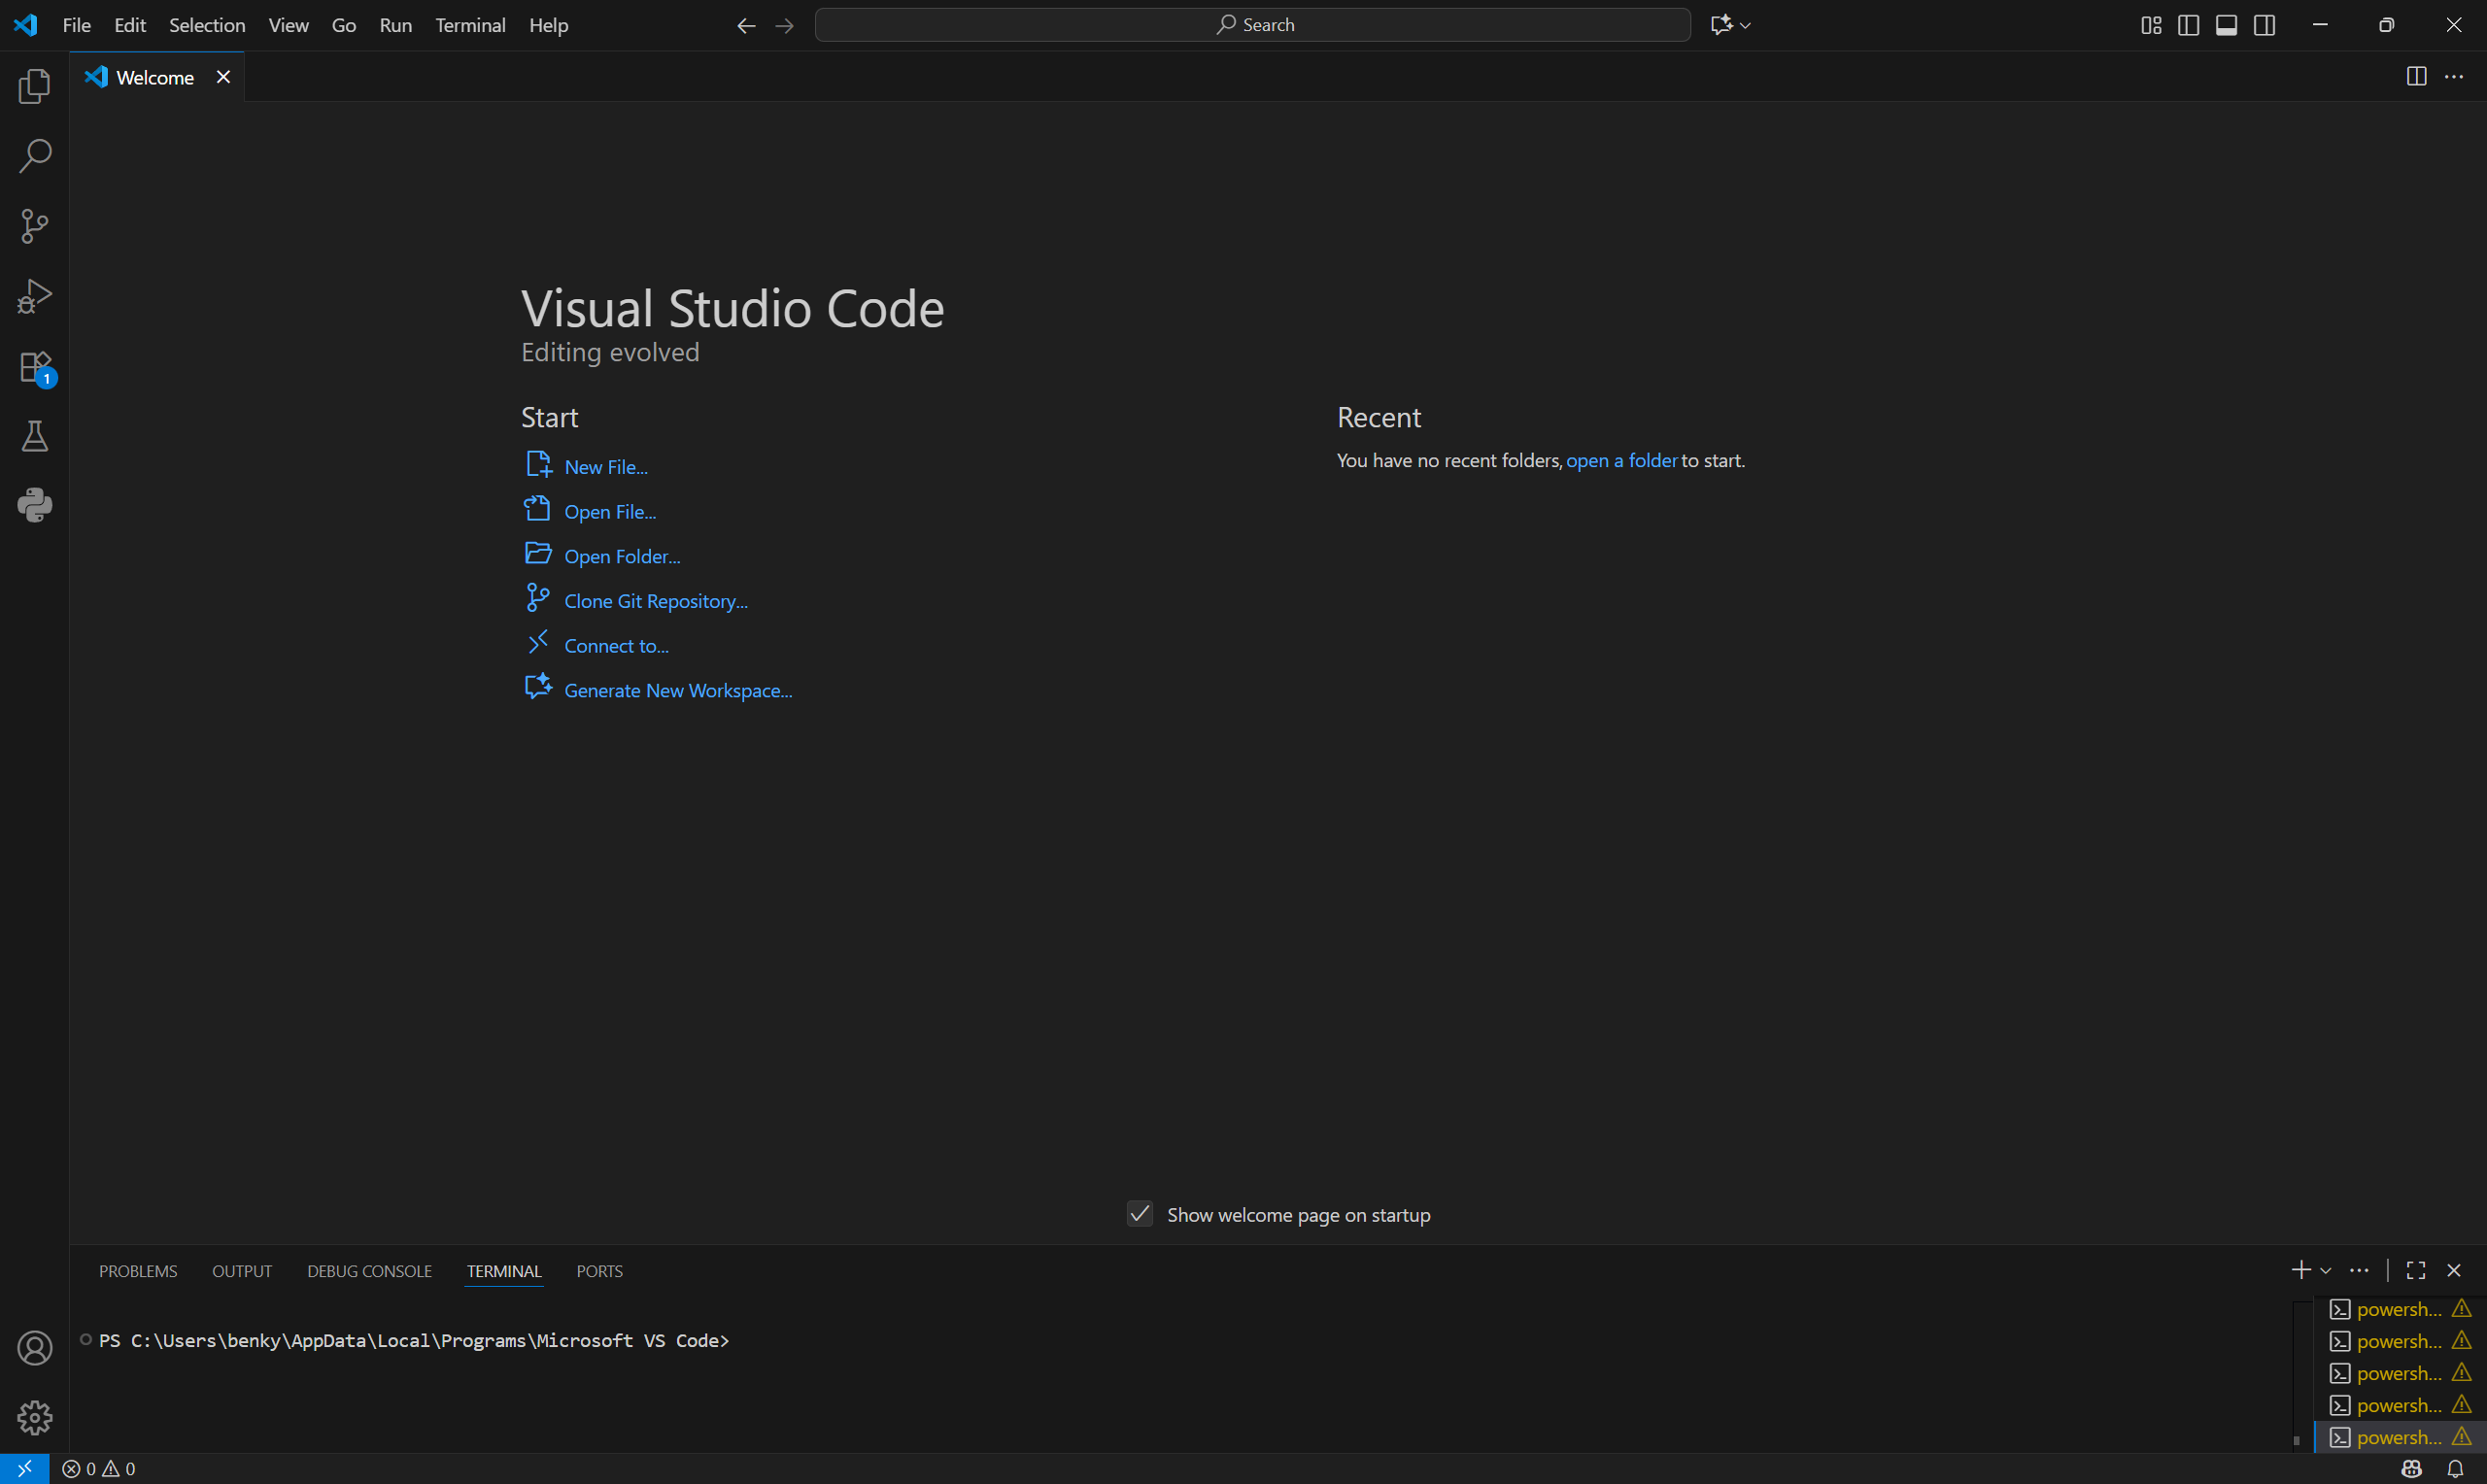 File Edit Selection View Go Run Terminal Help
Search
Welcome
Visual Studio Code
Editing evolved
Start
New File...
Open File...
Open Folder...
Clone Git Repository...
Connect to...
Generate New Workspace...
Recent
You have no recent folders, open a folder to start.
1
Show welcome page on startup
PROBLEMS OUTPUT DEBUG CONSOLE TERMINAL PORTS
PS C:\Users\benky\AppData\Local\Programs\Microsoft VS Code>
powersh...
powersh...
powersh...
powersh...
powersh...
0 0